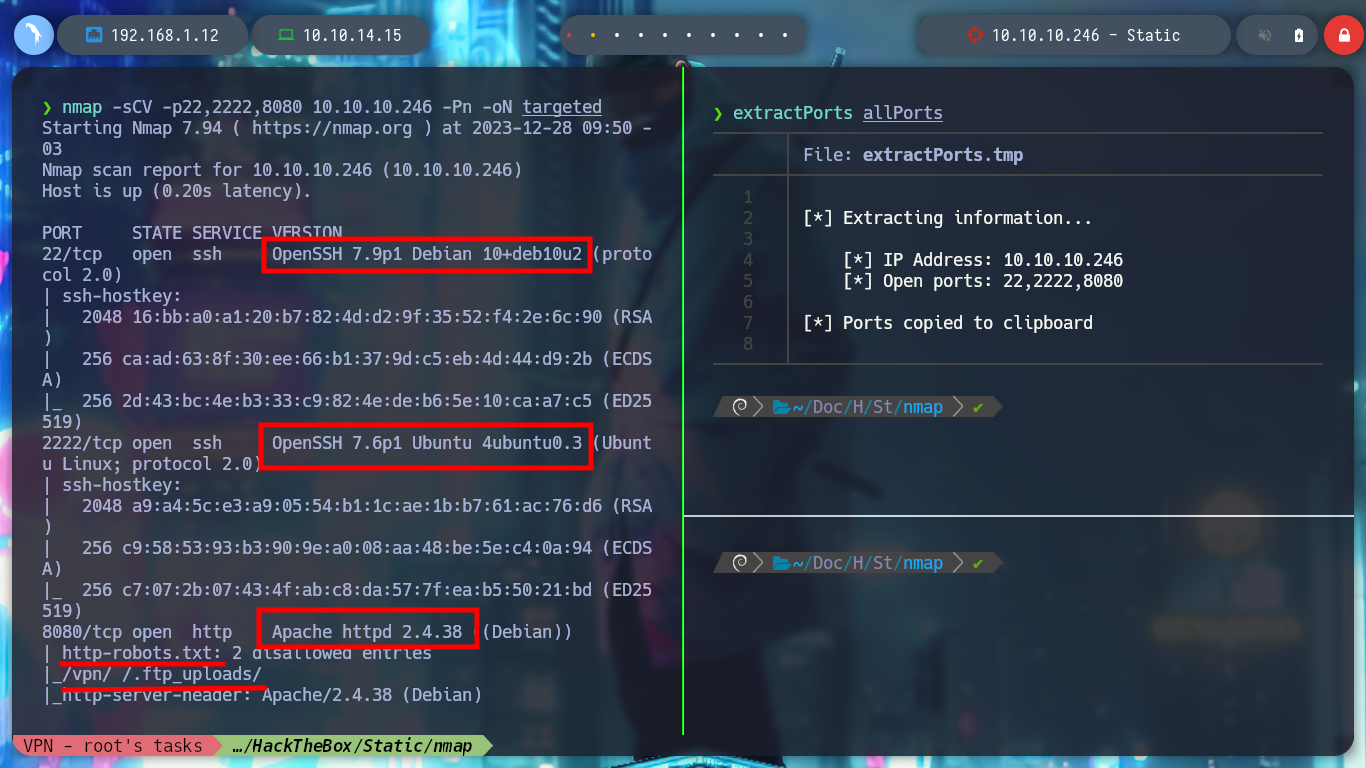 192.168.1.12
10.10.14.15
10.10.10.246 - Static
❯ nmap -sCV -p22,2222,8080 10.10.10.246 -Pn -oN targeted
Starting Nmap 7.94 ( https://nmap.org ) at 2023-12-28 09:50 -
03
Nmap scan report for 10.10.10.246 (10.10.10.246)
Host is up (0.20s latency).
PORT     STATE SERVICE VERSION
22/tcp   open  ssh     OpenSSH 7.9p1 Debian 10+deb10u2 (proto
col 2.0)
| ssh-hostkey:
|   2048 16:bb:a0:a1:20:b7:82:4d:d2:9f:35:52:f4:2e:6c:90 (RSA
)
|   256 ca:ad:63:8f:30:ee:66:b1:37:9d:c5:eb:4d:44:d9:2b (ECDS
A)
|_  256 2d:43:bc:4e:b3:33:c9:82:4e:de:b6:5e:10:ca:a7:c5 (ED25
519)
2222/tcp open  ssh     OpenSSH 7.6p1 Ubuntu 4ubuntu0.3 (Ubunt
u Linux; protocol 2.0)
| ssh-hostkey:
|   2048 a9:a4:5c:e3:a9:05:54:b1:1c:ae:1b:b7:61:ac:76:d6 (RSA
)
|   256 c9:58:53:93:b3:90:9e:a0:08:aa:48:be:5e:c4:0a:94 (ECDS
A)
|_  256 c7:07:2b:07:43:4f:ab:c8:da:57:7f:ea:b5:50:21:bd (ED25
519)
8080/tcp open  http    Apache httpd 2.4.38 ((Debian))
| http-robots.txt: 2 disallowed entries
|_/vpn/ /.ftp_uploads/
|_http-server-header: Apache/2.4.38 (Debian)
❯ extractPorts allPorts
File: extractPorts.tmp
1
2 [*] Extracting information...
3
4 [*] IP Address: 10.10.10.246
5 [*] Open ports: 22,2222,8080
6
7 [*] Ports copied to clipboard
8
~/Doc/H/St/nmap ✔
~/Doc/H/St/nmap ✔
VPN - root's tasks …/HackTheBox/Static/nmap